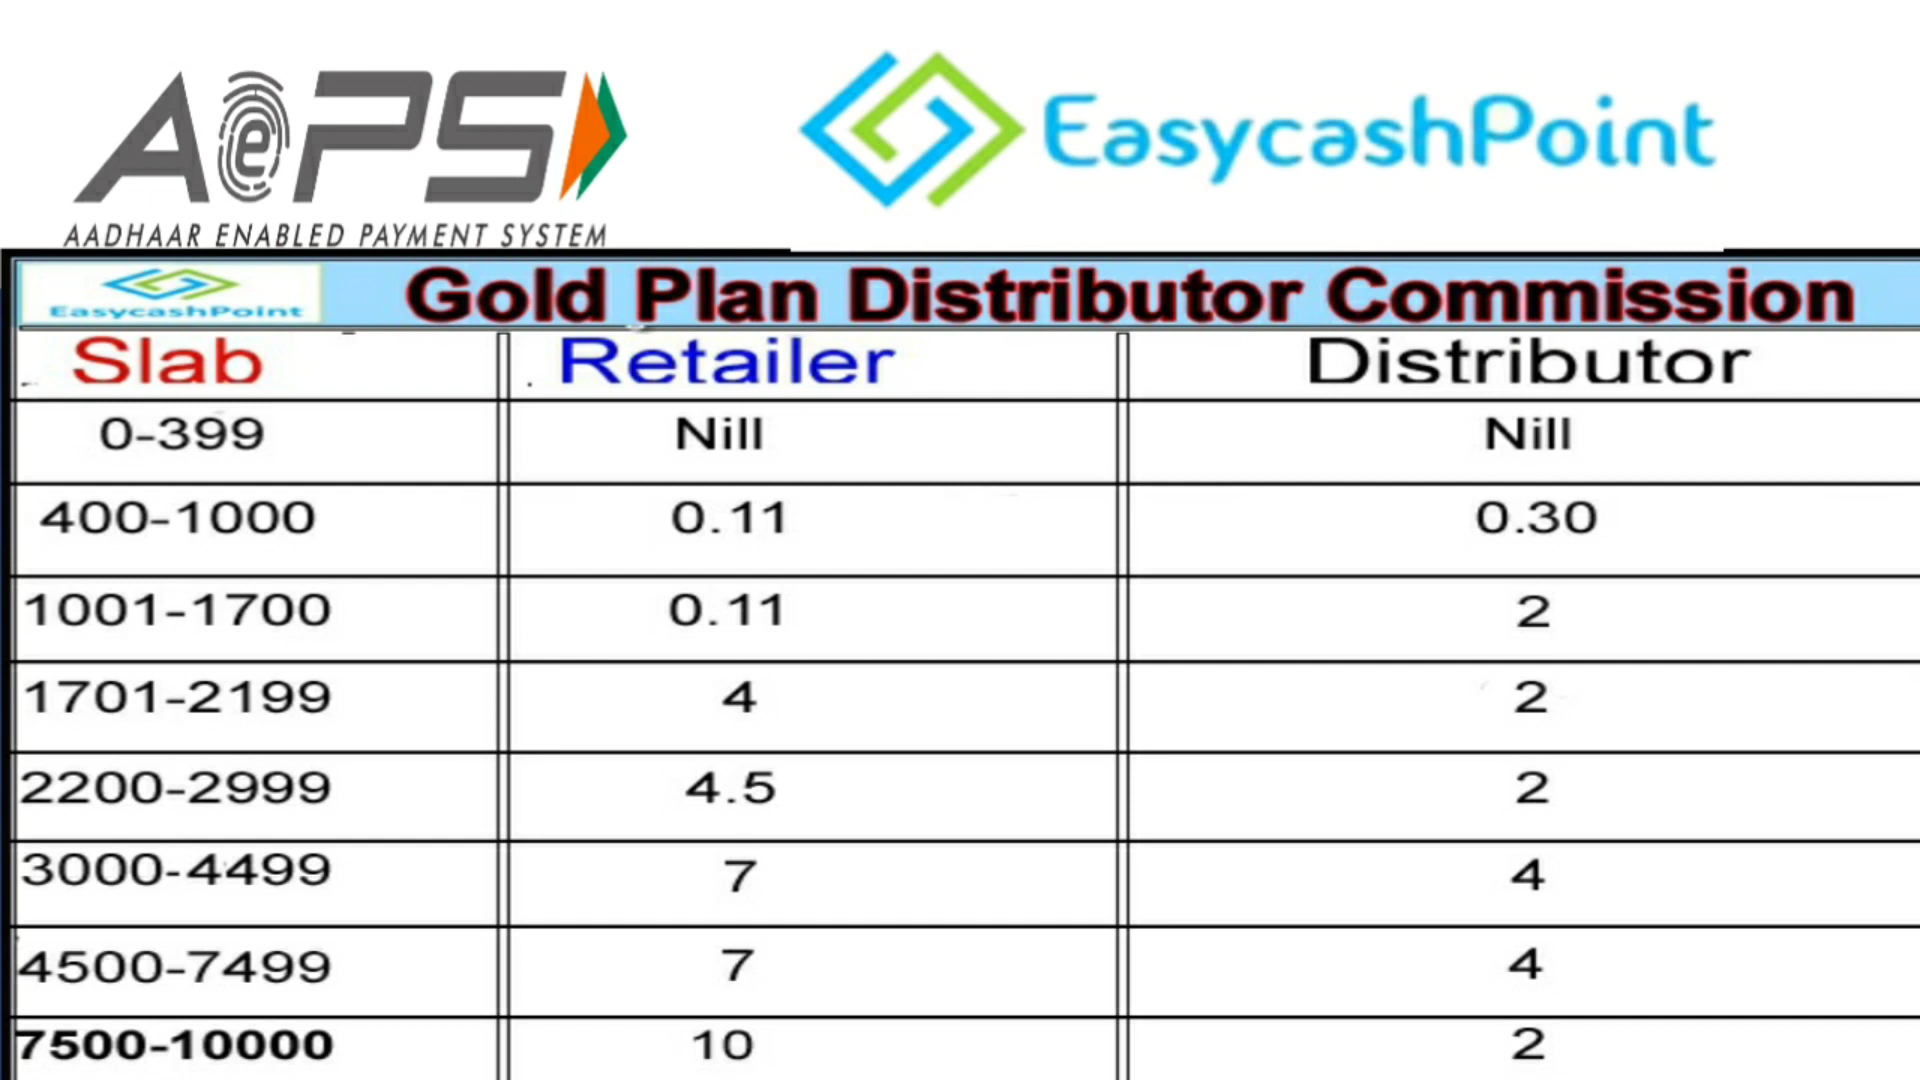 AePS
AADHAAR ENABLED PAYMENT SYSTEM
EasycashPoint
EasycashPoint
Gold Plan Distributor Commission
Slab Retailer Distributor
0-399 Nill Nill
400-1000 0.11 0.30
1001-1700 0.11 2
1701-2199 4 2
2200-2999 4.5 2
3000-4499 7 4
4500-7499 7 4
7500-10000 10 2